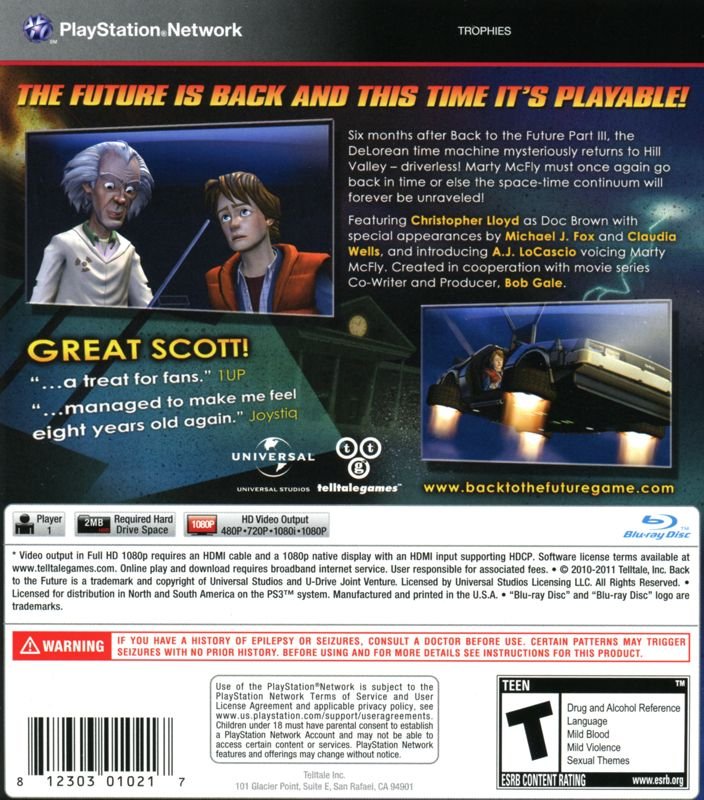 PlayStation®Network
TROPHIES
THE FUTURE IS BACK AND THIS TIME IT'S PLAYABLE!
Six months after Back to the Future Part III, the
DeLorean time machine mysteriously returns to Hill
Valley – driverless! Marty McFly must once again go
back in time or else the space-time continuum will
forever be unraveled!
Featuring Christopher Lloyd as Doc Brown with
special appearances by Michael J. Fox and Claudia
Wells, and introducing A.J. LoCascio voicing Marty
McFly. Created in cooperation with movie series
Co-Writer and Producer, Bob Gale.
GREAT SCOTT!
“...a treat for fans.” 1UP
“...managed to make me feel
eight years old again.” Joystiq
UNIVERSAL
UNIVERSAL STUDIOS
ttg
telltalegames™
www.backtothefuturegame.com
Player
1
2MB
Required Hard
Drive Space
1080P
HD Video Output
480P•720P•1080i•1080P
Blu-ray Disc™
* Video output in Full HD 1080p requires an HDMI cable and a 1080p native display with an HDMI input supporting HDCP. Software license terms available at
www.telltalegames.com. Online play and download requires broadband internet service. User responsible for associated fees. • © 2010-2011 Telltale, Inc. Back
to the Future is a trademark and copyright of Universal Studios and U-Drive Joint Venture. Licensed by Universal Studios Licensing LLC. All Rights Reserved. •
Licensed for distribution in North and South America on the PS3™ system. Manufactured and printed in the U.S.A. • “Blu-ray Disc” and “Blu-ray Disc” logo are
trademarks.
WARNING
IF YOU HAVE A HISTORY OF EPILEPSY OR SEIZURES, CONSULT A DOCTOR BEFORE USE. CERTAIN PATTERNS MAY TRIGGER
SEIZURES WITH NO PRIOR HISTORY. BEFORE USING AND FOR MORE DETAILS SEE INSTRUCTIONS FOR THIS PRODUCT.
Use of the PlayStation®Network is subject to the
PlayStation Network Terms of Service and User
License Agreement and applicable privacy policy, see
www.us.playstation.com/support/useragreements.
Children under 18 must have parental consent to establish
a PlayStation Network Account and may not be able to
access certain content or services. PlayStation Network
features and offerings may change without notice.
Telltale Inc.
101 Glacier Point, Suite E, San Rafael, CA 94901
8 12303 01021 7
TEEN ™
T
Drug and Alcohol Reference
Language
Mild Blood
Mild Violence
Sexual Themes
ESRB CONTENT RATING www.esrb.org